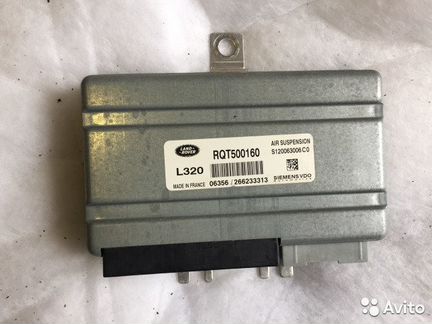 LAND-
ROVER
RQT500160
AIR SUSPENSION
S120063006 C0
L320
MADE IN FRANCE
06356 / 266233313
SIEMENS VDO
Avito